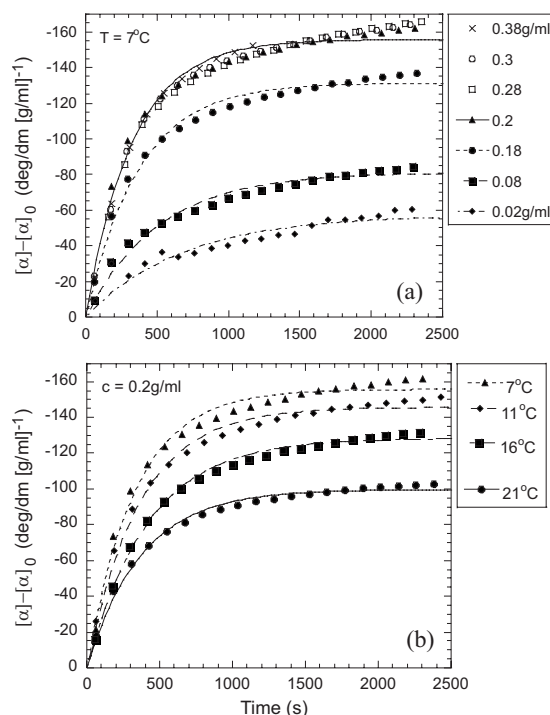 (a)
T = 7°C
-160
-140
-120
-100
-80
-60
-40
-20
0
[α]–[α]0 (deg/dm [g/ml]-1)
0 500 1000 1500 2000 2500
0.38g/ml
0.3
0.28
0.2
0.18
0.08
0.02g/ml
c = 0.2g/ml
-160
-140
-120
-100
-80
-60
-40
-20
0
[α]–[α]0 (deg/dm [g/ml]-1)
(b)
0 500 1000 1500 2000 2500
Time (s)
7°C
11°C
16°C
21°C